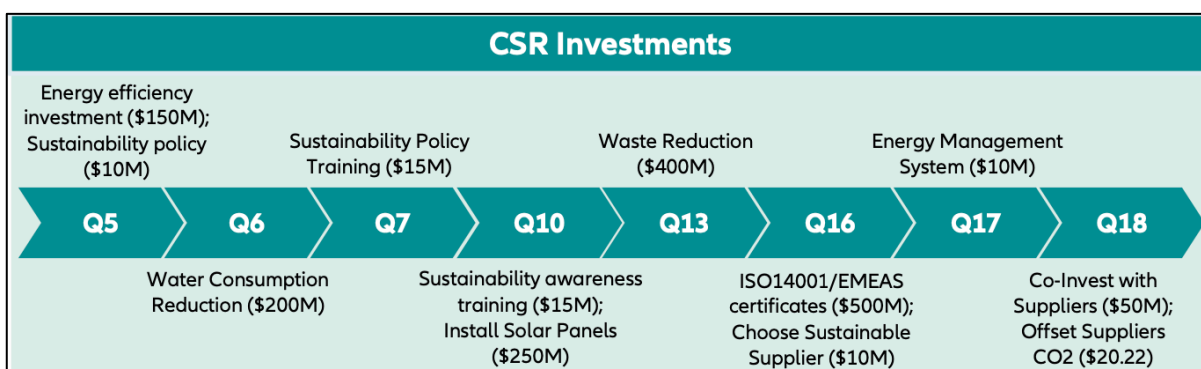 CSR Investments
Energy efficiency
investment ($150M);
Sustainability policy
($10M)
Sustainability Policy
Training ($15M)
Waste Reduction
($400M)
Energy Management
System ($10M)
Q5
Q6
Q7
Q10
Q13
Q16
Q17
Q18
Water Consumption
Reduction ($200M)
Sustainability awareness
training ($15M);
Install Solar Panels
($250M)
ISO14001/EMEAS
certificates ($500M);
Choose Sustainable
Supplier ($10M)
Co-Invest with
Suppliers ($50M);
Offset Suppliers
CO2 ($20.22)